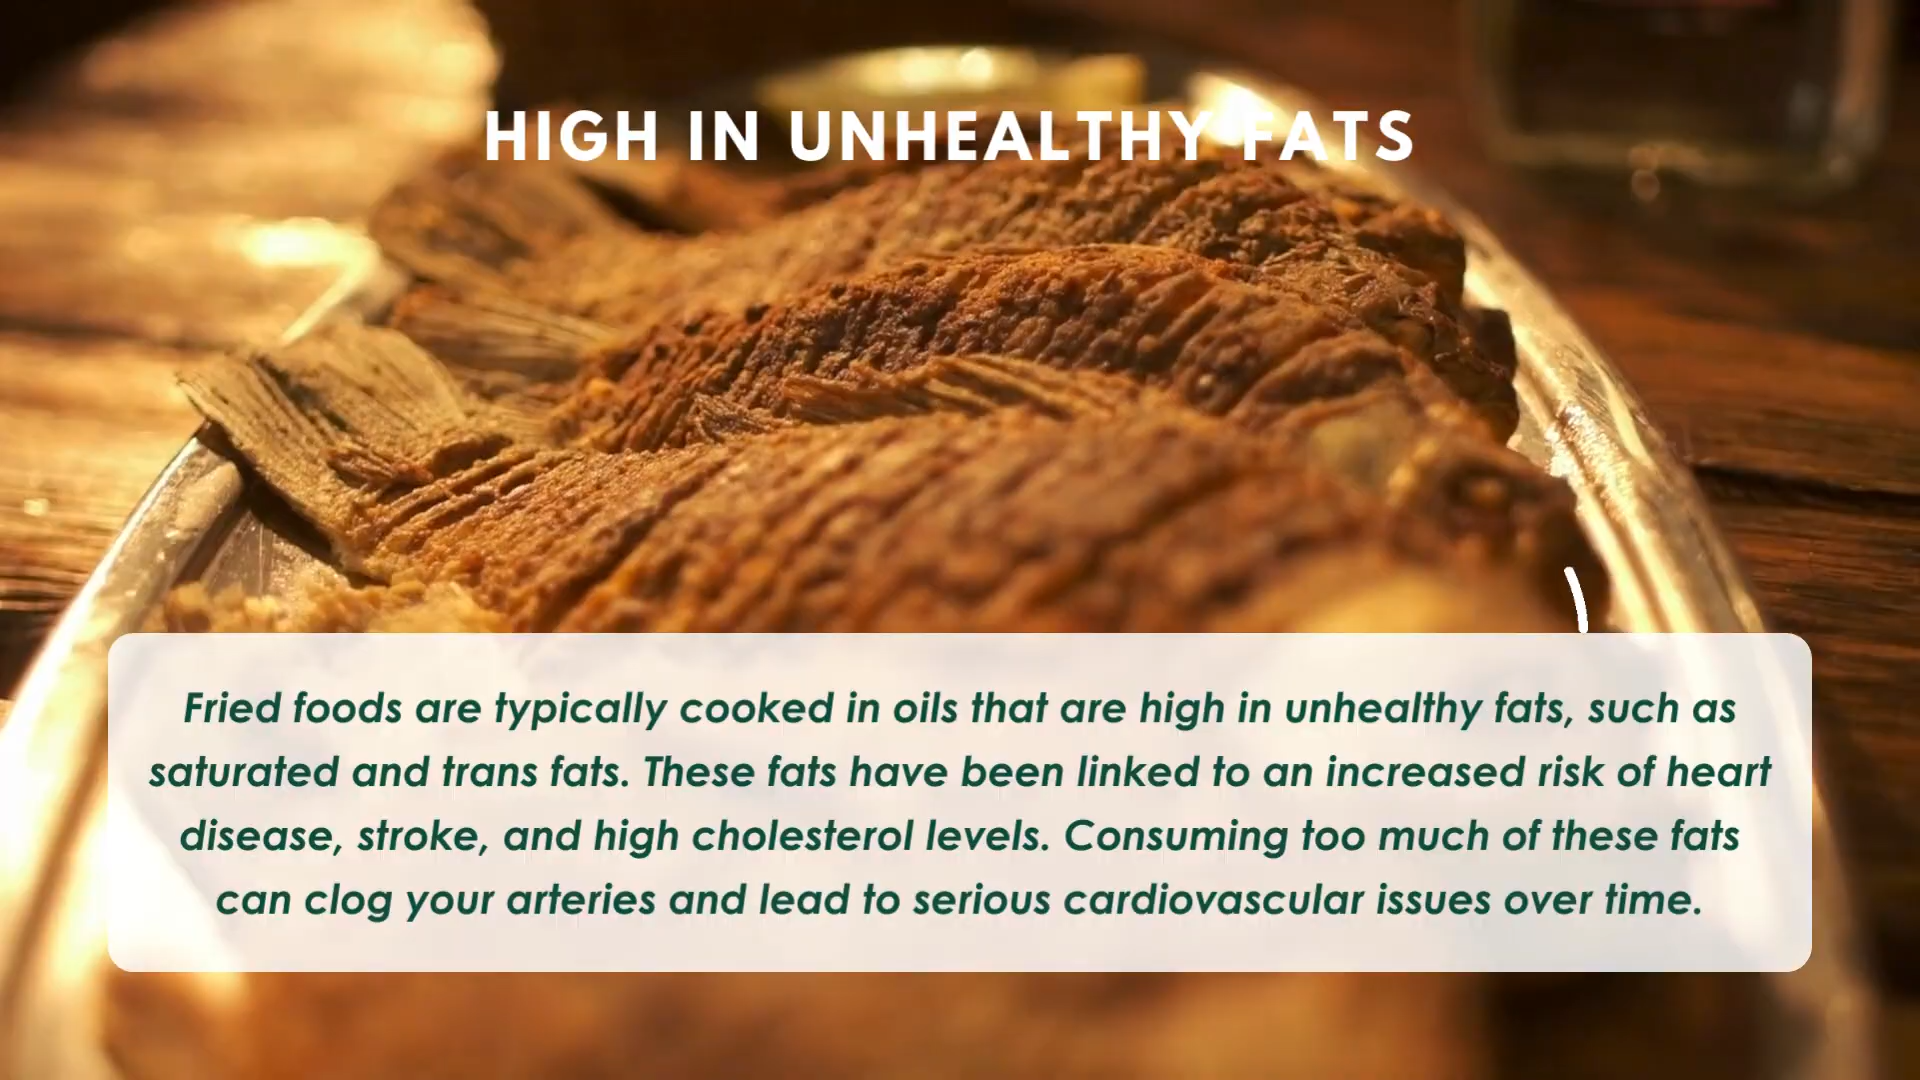 HIGH IN UNHEALTHY FATS
Fried foods are typically cooked in oils that are high in unhealthy fats, such as
saturated and trans fats. These fats have been linked to an increased risk of heart
disease, stroke, and high cholesterol levels. Consuming too much of these fats
can clog your arteries and lead to serious cardiovascular issues over time.